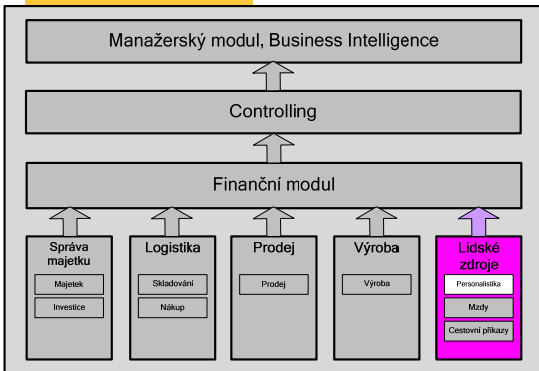 Manažerský modul, Business Intelligence
Controlling
Finanční modul
Správa
majetku
Majetek
Investice
Logistika
Skladování
Nákup
Prodej
Prodej
Výroba
Výroba
Lidské
zdroje
Personalistika
Mzdy
Cestovní příkazy